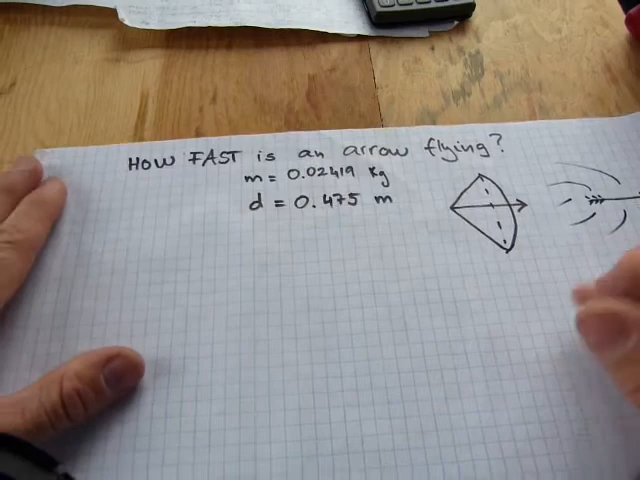 How FAST is an arrow flying?
m = 0.02419 kg
d = 0.475 m